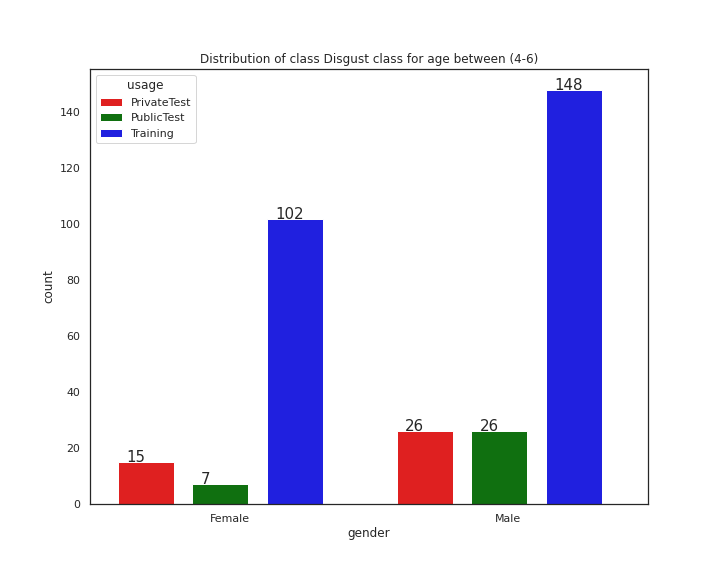 Distribution of class Disgust class for age between (4-6)
usage
PrivateTest
PublicTest
Training
count
140
120
100
80
60
40
20
0
15
7
102
26
26
148
Female
Male
gender